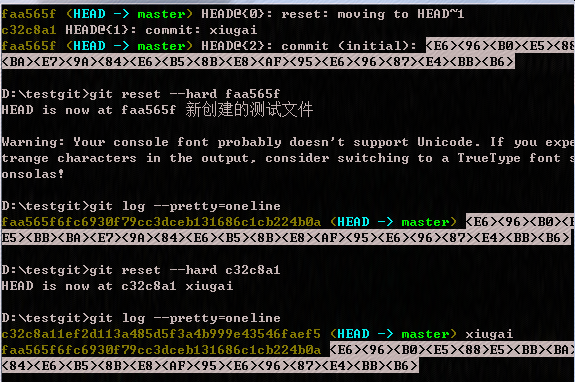 faa565f (HEAD -> master) HEAD@{0}: reset: moving to HEAD~1
c32c8a1 HEAD@{1}: commit: xiugai
faa565f (HEAD -> master) HEAD@{2}: commit (initial): <E6><96><B0><E5><88
<BA><E7><9A><84><E6><B5><8B><E8><AF><95><E6><96><87><E4><BB><B6>
D:\testgit>git reset --hard faa565f
HEAD is now at faa565f 新创建的测试文件
Warning: Your console font probably doesn't support Unicode. If you expe
trange characters in the output, consider switching to a TrueType font s
onsolas!
D:\testgit>git log --pretty=oneline
faa565f6fc6930f79cc3dceb131686c1cb224b0a (HEAD -> master) <E6><96><B0><E
E5><BB><BA><E7><9A><84><E6><B5><8B><E8><AF><95><E6><96><87><E4><BB><B6>
D:\testgit>git reset --hard c32c8a1
HEAD is now at c32c8a1 xiugai
D:\testgit>git log --pretty=oneline
c32c8a11ef2d113a485d5f3a4b999e43546faef5 (HEAD -> master) xiugai
faa565f6fc6930f79cc3dceb131686c1cb224b0a <E6><96><B0><E5><88><E5><BB><BA>
<84><E6><B5><8B><E8><AF><95><E6><96><87><E4><BB><B6>